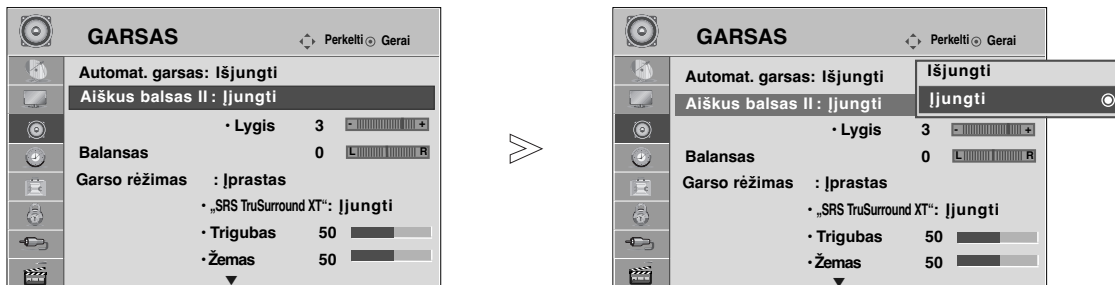 GARSAS
Perkelti Gerai
Automat. garsas: Išjungti
Aiškus balsas II : Įjungti
• Lygis 3 - +
Balansas 0 L R
Garso rėžimas : Įprastas
• „SRS TruSurround XT“: Įjungti
• Trigubas 50
• Žemas 50
GARSAS
Perkelti Gerai
Automat. garsas: Išjungti
Išjungti
Aiškus balsas II : Įjungti
Įjungti
• Lygis 3 - +
Balansas 0 L R
Garso rėžimas : Įprastas
• „SRS TruSurround XT“: Įjungti
• Trigubas 50
• Žemas 50